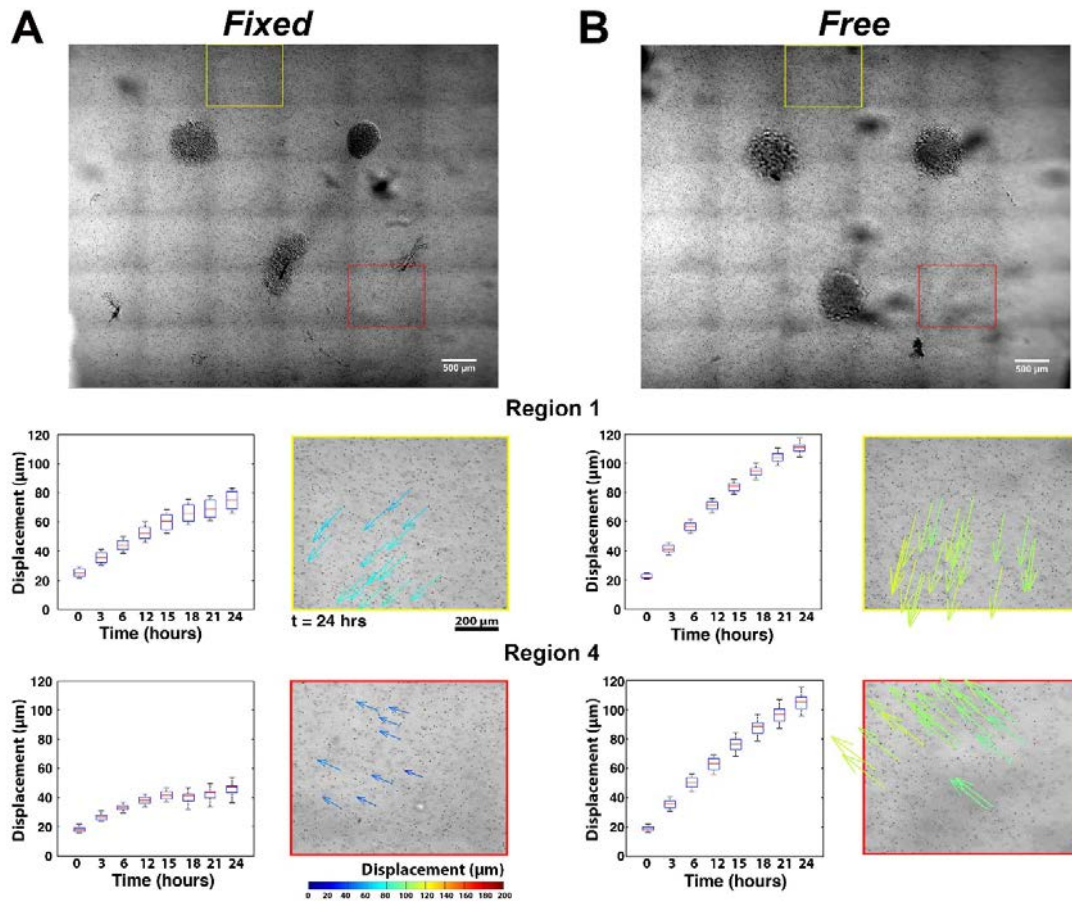 A
Fixed
B
Free
500 µm
500 µm
Region 1
Displacement (µm)
120
100
80
60
40
20
0
0 3 6 12 15 18 21 24
Time (hours)
t = 24 hrs
200 µm
Displacement (µm)
120
100
80
60
40
20
0
0 3 6 12 15 18 21 24
Time (hours)
Region 4
Displacement (µm)
120
100
80
60
40
20
0
0 3 6 12 15 18 21 24
Time (hours)
Displacement (µm)
0 20 40 60 80 100 120 140 160 180 200
Displacement (µm)
120
100
80
60
40
20
0
0 3 6 12 15 18 21 24
Time (hours)